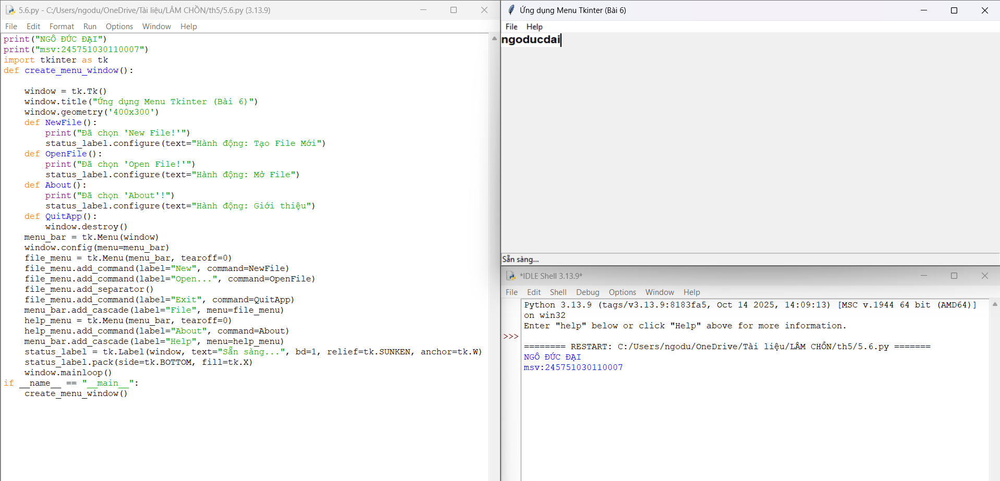 5.6.py - C:/Users/ngodu/OneDrive/Tài liệu/LÂM CHỒN/th5/5.6.py (3.13.9)
File Edit Format Run Options Window Help
print("NGÔ ĐỨC ĐẠI")
print("msv:245751030110007")
import tkinter as tk
def create_menu_window():
    window = tk.Tk()
    window.title("Ứng dụng Menu Tkinter (Bài 6)")
    window.geometry('400x300')
    def NewFile():
        print("Đã chọn 'New File!'")
        status_label.configure(text="Hành động: Tạo File Mới")
    def OpenFile():
        print("Đã chọn 'Open File!'")
        status_label.configure(text="Hành động: Mở File")
    def About():
        print("Đã chọn 'About'!")
        status_label.configure(text="Hành động: Giới thiệu")
    def QuitApp():
        window.destroy()
    menu_bar = tk.Menu(window)
    window.config(menu=menu_bar)
    file_menu = tk.Menu(menu_bar, tearoff=0)
    file_menu.add_command(label="New", command=NewFile)
    file_menu.add_command(label="Open...", command=OpenFile)
    file_menu.add_separator()
    file_menu.add_command(label="Exit", command=QuitApp)
    menu_bar.add_cascade(label="File", menu=file_menu)
    help_menu = tk.Menu(menu_bar, tearoff=0)
    help_menu.add_command(label="About", command=About)
    menu_bar.add_cascade(label="Help", menu=help_menu)
    status_label = tk.Label(window, text="Sẵn sàng...", bd=1, relief=tk.SUNKEN, anchor=tk.W)
    status_label.pack(side=tk.BOTTOM, fill=tk.X)
    window.mainloop()
if __name__ == "__main__":
    create_menu_window()
Ứng dụng Menu Tkinter (Bài 6)
File Help
ngoducdai
Sẵn sàng...
*IDLE Shell 3.13.9*
File Edit Shell Debug Options Window Help
Python 3.13.9 (tags/v3.13.9:8183fa5, Oct 14 2025, 14:09:13) [MSC v.1944 64 bit (AMD64)]
on win32
Enter "help" below or click "Help" above for more information.
>>>
======== RESTART: C:/Users/ngodu/OneDrive/Tài liệu/LÂM CHỒN/th5/5.6.py =======
NGÔ ĐỨC ĐẠI
msv:245751030110007